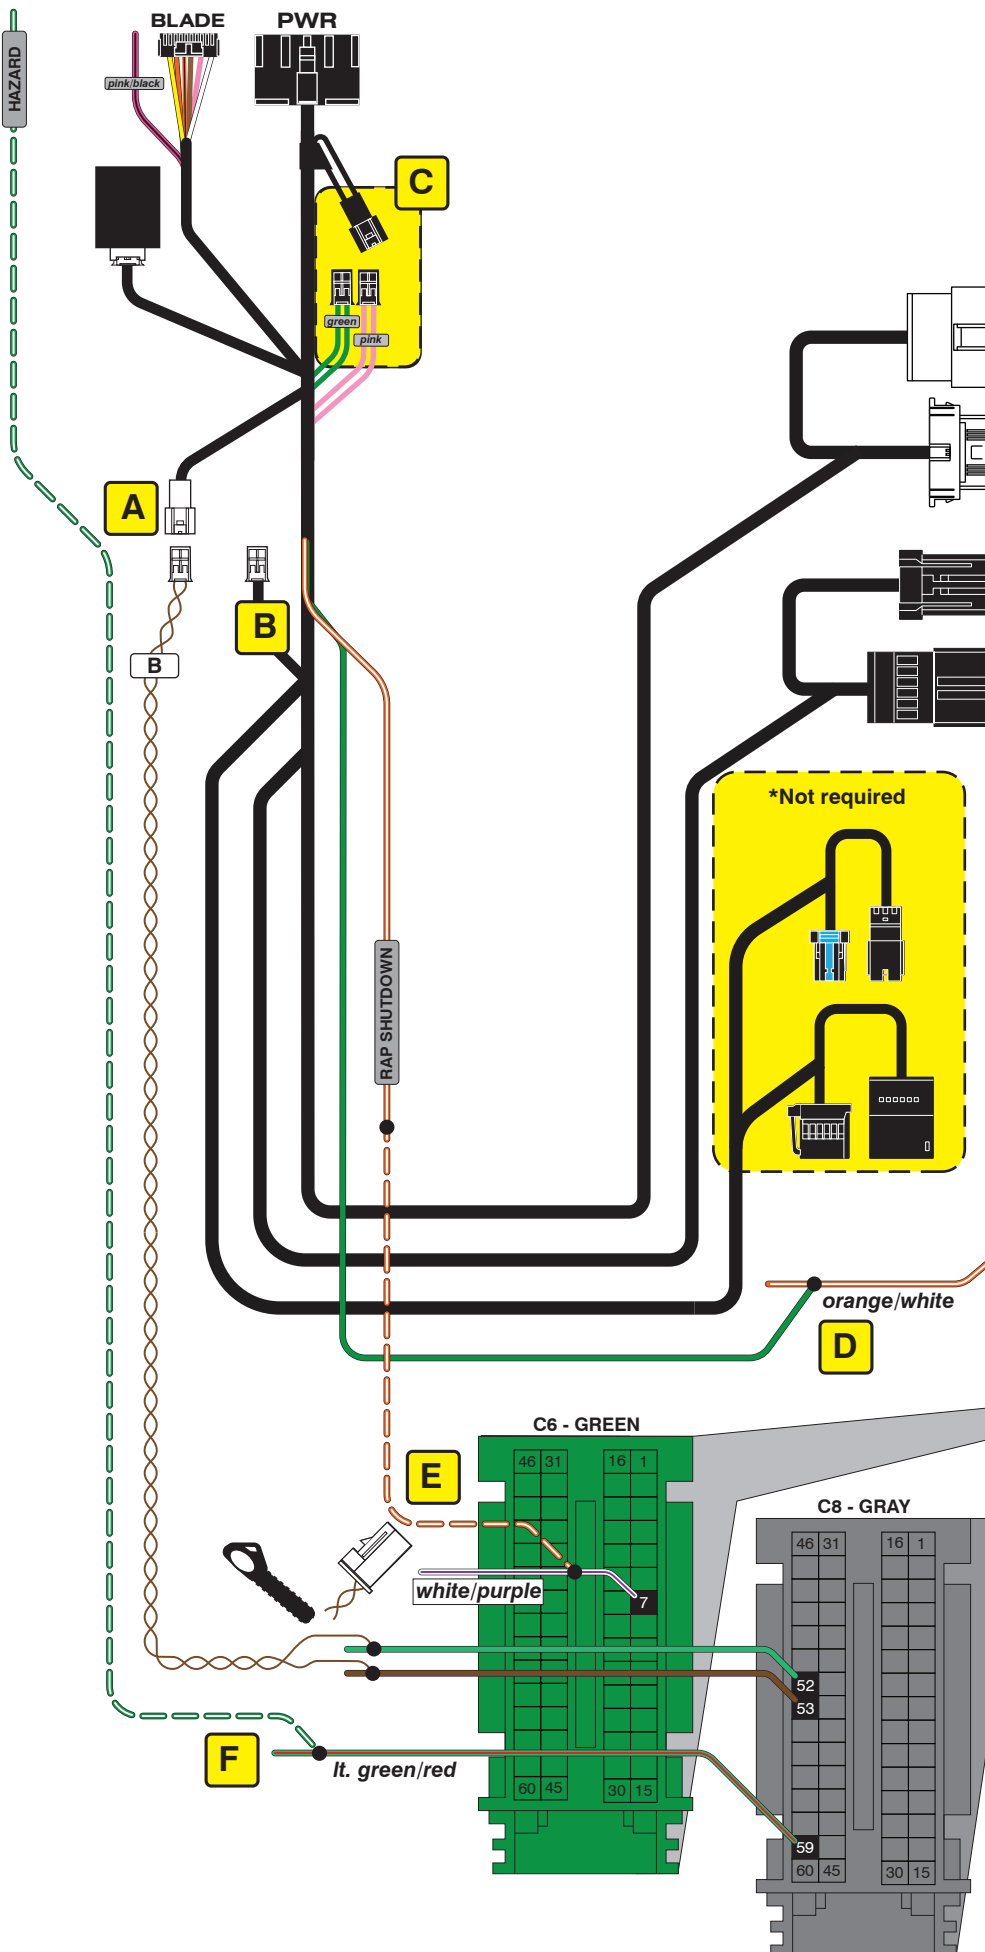 BLADE
PWR
HAZARD
pink/black
C
green
pink
A
B
B
*Not required
RAP SHUTDOWN
orange/white
D
C6 - GREEN
E
46 31 16 1
C8 - GRAY
46 31 16 1
white/purple
7
52
53
F
lt. green/red
60 45 30 15
59
60 45 30 15